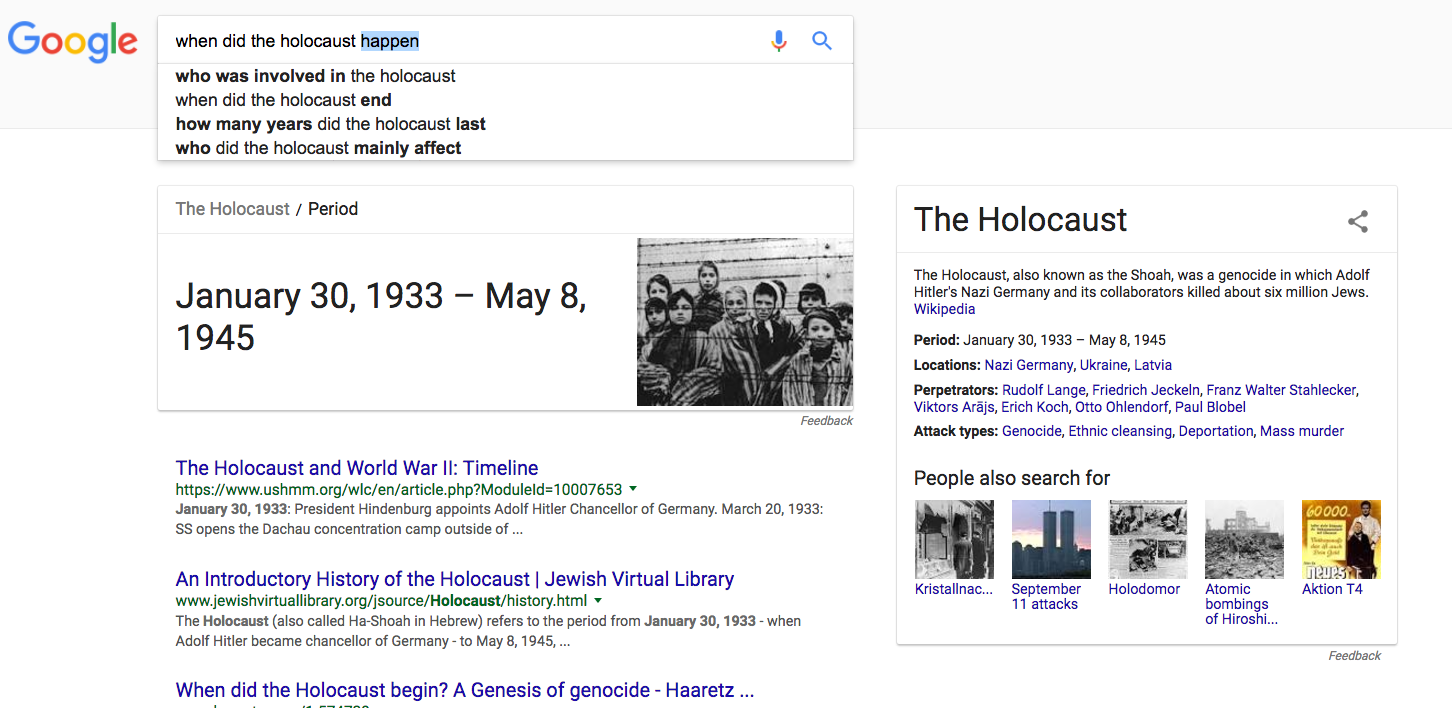 Google
when did the holocaust happen
who was involved in the holocaust
when did the holocaust end
how many years did the holocaust last
who did the holocaust mainly affect
The Holocaust / Period
January 30, 1933 – May 8,
1945
Feedback
The Holocaust and World War II: Timeline
https://www.ushmm.org/wlc/en/article.php?ModuleId=10007653
January 30, 1933: President Hindenburg appoints Adolf Hitler Chancellor of Germany. March 20, 1933:
SS opens the Dachau concentration camp outside of ...
An Introductory History of the Holocaust | Jewish Virtual Library
www.jewishvirtuallibrary.org/jsource/Holocaust/history.html
The Holocaust (also called Ha-Shoah in Hebrew) refers to the period from January 30, 1933 - when
Adolf Hitler became chancellor of Germany - to May 8, 1945, ...
When did the Holocaust begin? A Genesis of genocide - Haaretz ...
The Holocaust
The Holocaust, also known as the Shoah, was a genocide in which Adolf
Hitler's Nazi Germany and its collaborators killed about six million Jews.
Wikipedia
Period: January 30, 1933 – May 8, 1945
Locations: Nazi Germany, Ukraine, Latvia
Perpetrators: Rudolf Lange, Friedrich Jeckeln, Franz Walter Stahlecker,
Viktors Arājs, Erich Koch, Otto Ohlendorf, Paul Blobel
Attack types: Genocide, Ethnic cleansing, Deportation, Mass murder
People also search for
60000
neues
Kristallnac...
September
11 attacks
Holodomor
Atomic
bombings
of Hiroshi...
Aktion T4
Feedback